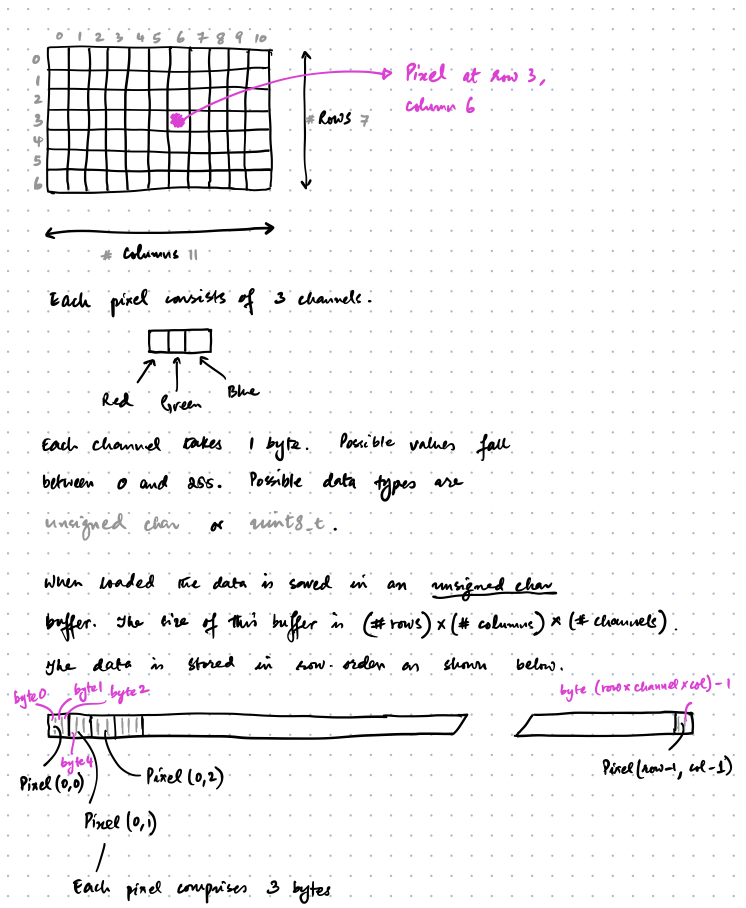 0 1 2 3 4 5 6 7 8 9 10
0
1
2
3
4
5
6
Pixel at row 3,
column 6
# Rows 7
# Columns 11
Each pixel consists of 3 channels.
Red Green Blue
Each channel takes 1 byte. Possible values fall
between 0 and 255. Possible data types are
unsigned char or uint8_t.
When loaded the data is saved in an unsigned char
buffer. The size of this buffer is (# rows) x (# columns) x (# channels).
The data is stored in row-order as shown below.
byte0 byte1 byte2
byte (row x channel x col) - 1
byte4
Pixel (0,0)
Pixel (0,2)
Pixel (row-1, col-1)
Pixel (0,1)
Each pixel comprises 3 bytes